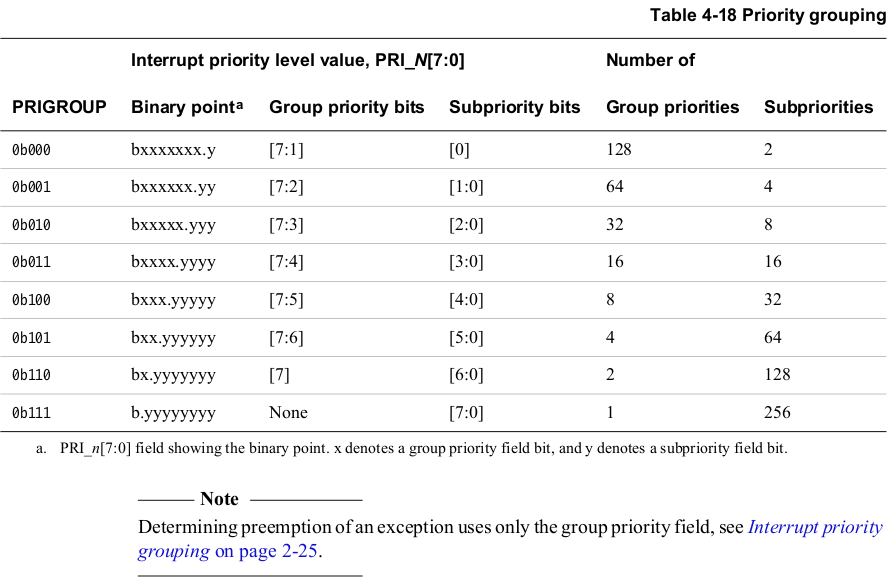 Table 4-18 Priority grouping
Interrupt priority level value, PRI_N[7:0] Number of
PRIGROUP Binary pointa Group priority bits Subpriority bits Group priorities Subpriorities
0b000 bxxxxxxx.y [7:1] [0] 128 2
0b001 bxxxxxx.yy [7:2] [1:0] 64 4
0b010 bxxxxx.yyy [7:3] [2:0] 32 8
0b011 bxxxx.yyyy [7:4] [3:0] 16 16
0b100 bxxx.yyyyy [7:5] [4:0] 8 32
0b101 bxx.yyyyyy [7:6] [5:0] 4 64
0b110 bx.yyyyyyy [7] [6:0] 2 128
0b111 b.yyyyyyyy None [7:0] 1 256
a. PRI_n[7:0] field showing the binary point. x denotes a group priority field bit, and y denotes a subpriority field bit.
Note
Determining preemption of an exception uses only the group priority field, see Interrupt priority
grouping on page 2-25.